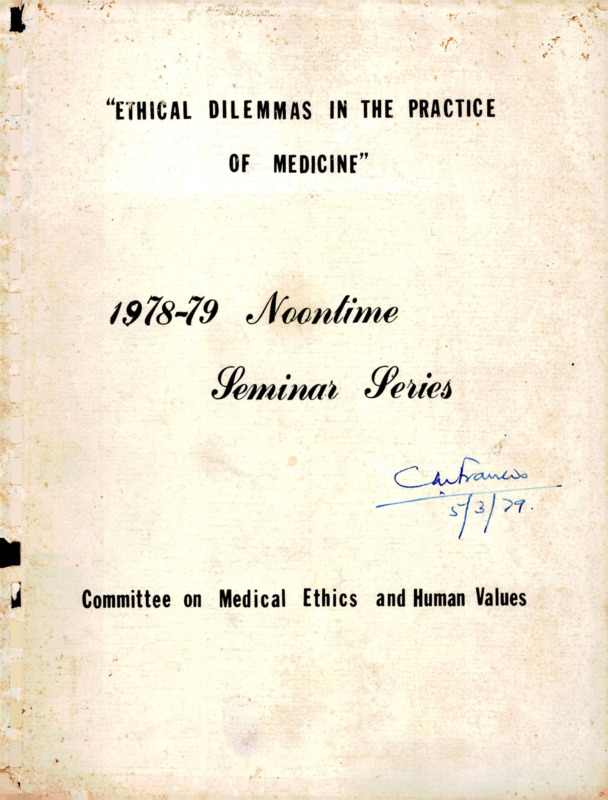 "ETHICAL DILEMMAS IN THE PRACTICE
OF MEDICINE"
1978-79 Noontime
Seminar Series
CMFrancis
5/3/79.
Committee on Medical Ethics and Human Values